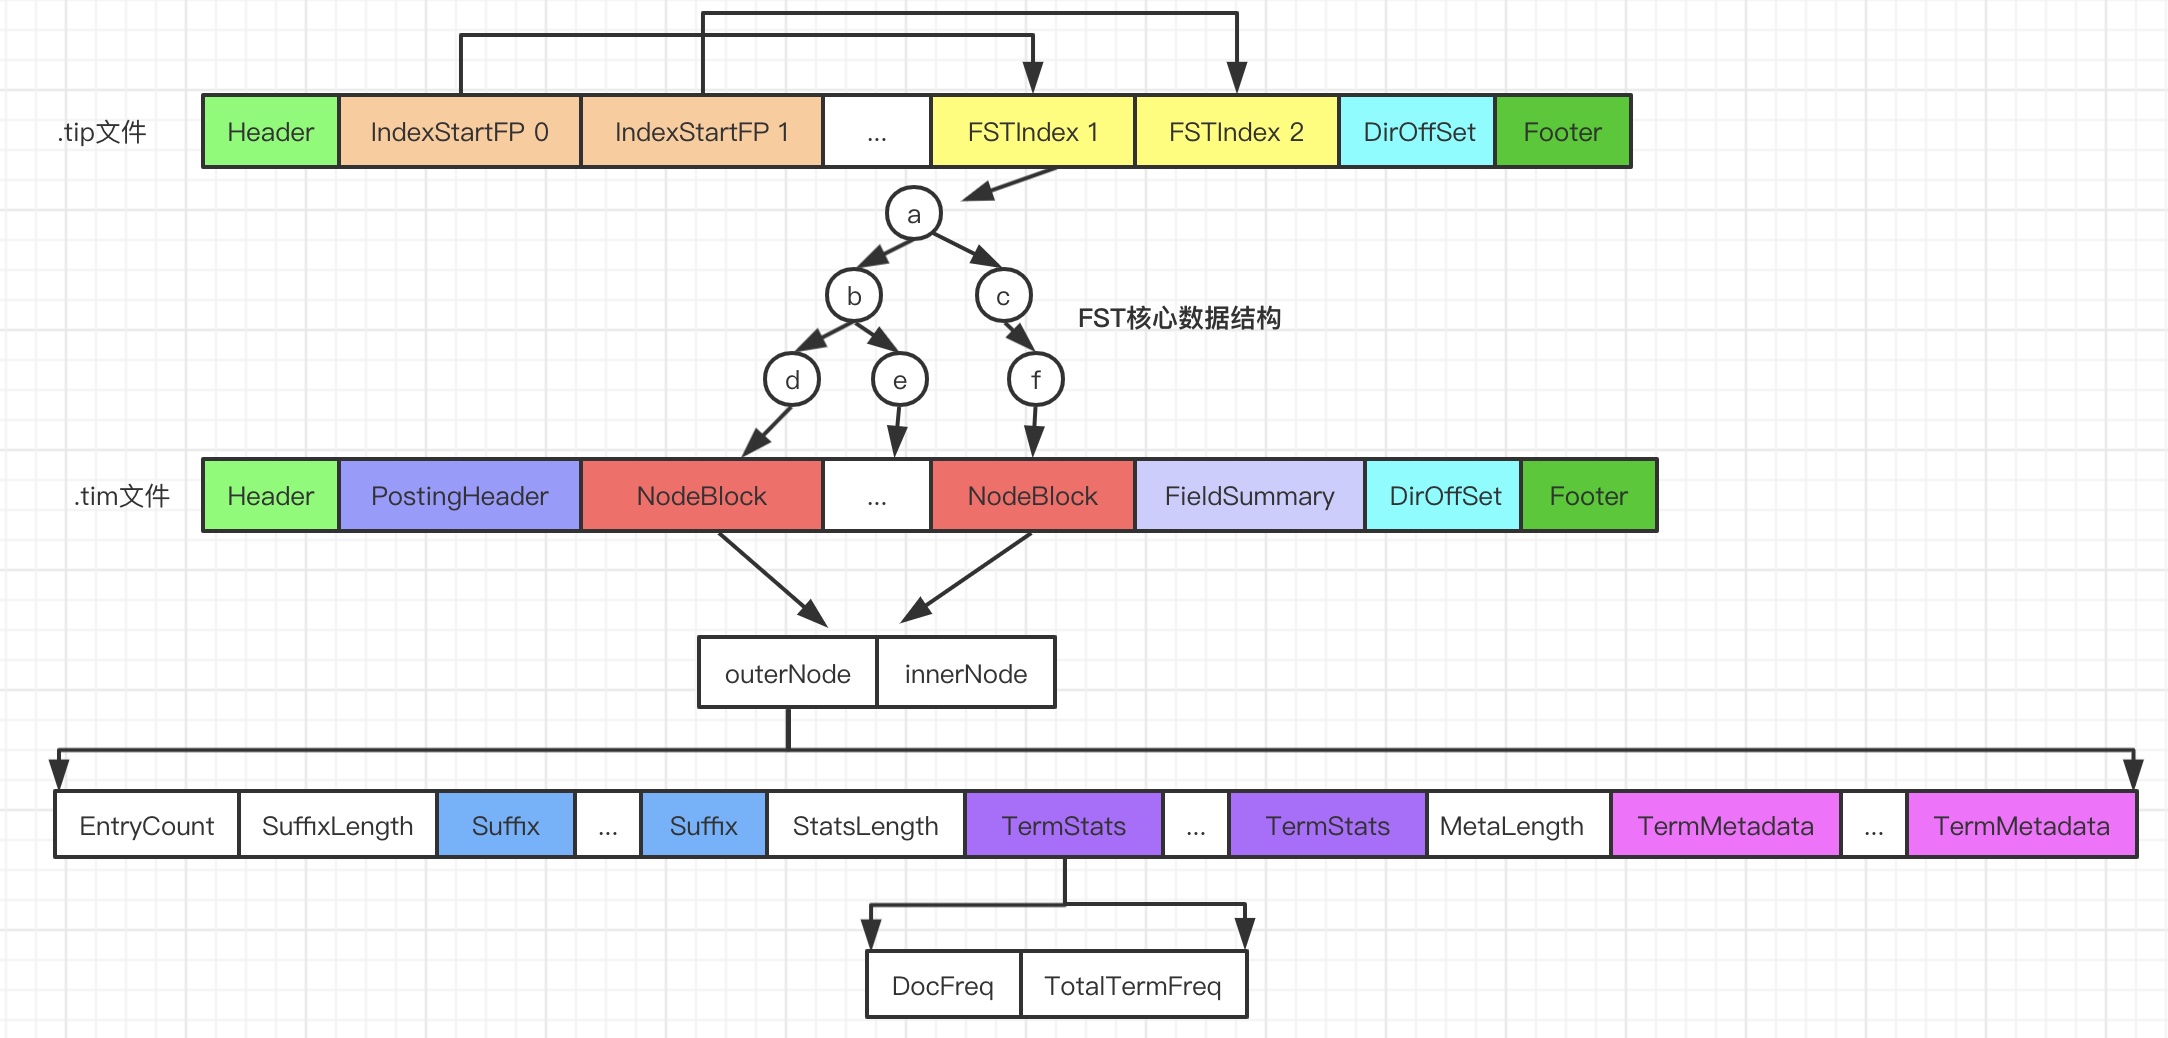 .tip文件
Header
IndexStartFP 0
IndexStartFP 1
...
FSTIndex 1
FSTIndex 2
DirOffSet
Footer
a
b
c
FST核心数据结构
d
e
f
.tim文件
Header
PostingHeader
NodeBlock
...
NodeBlock
FieldSummary
DirOffSet
Footer
outerNode
innerNode
EntryCount
SuffixLength
Suffix
...
Suffix
StatsLength
TermStats
...
TermStats
MetaLength
TermMetadata
...
TermMetadata
DocFreq
TotalTermFreq